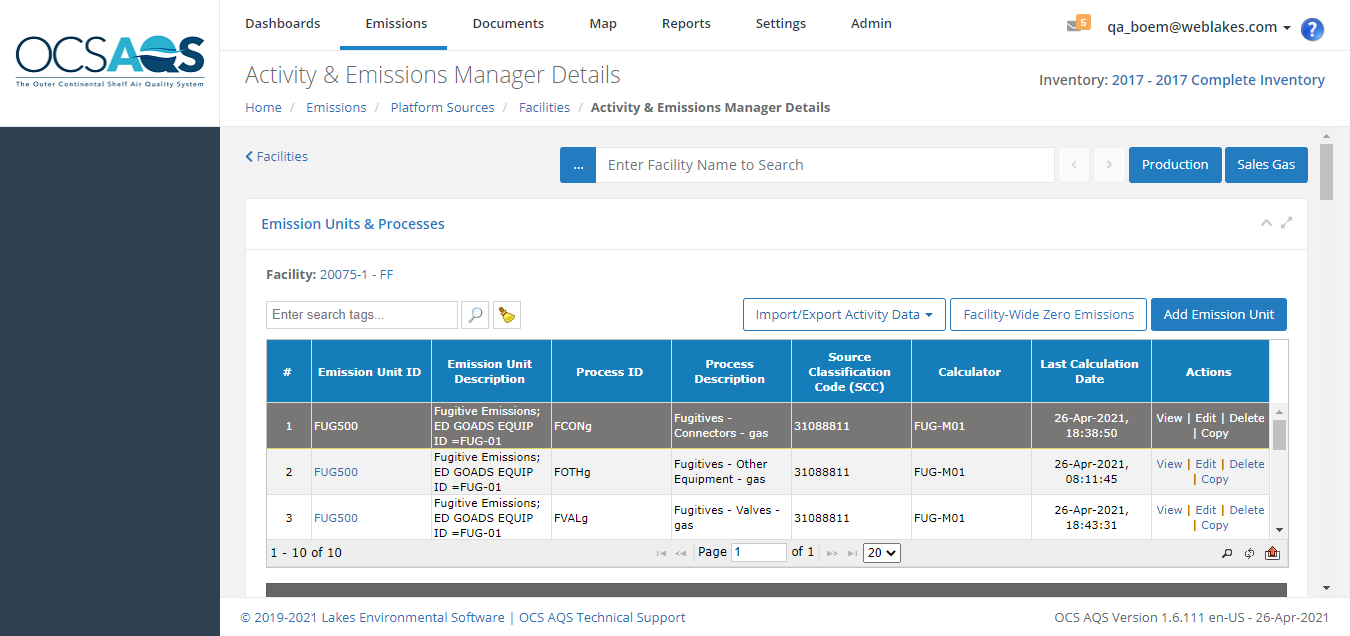 OCSAQS
The Outer Continental Shelf Air Quality System
Dashboards Emissions Documents Map Reports Settings Admin 5 qa_boem@weblakes.com ?
Activity & Emissions Manager Details
Inventory: 2017 - 2017 Complete Inventory
Home / Emissions / Platform Sources / Facilities / Activity & Emissions Manager Details
Facilities ... Enter Facility Name to Search Production Sales Gas
Emission Units & Processes
Facility: 20075-1 - FF
Enter search tags... Import/Export Activity Data Facility-Wide Zero Emissions Add Emission Unit
# Emission Unit ID Emission Unit Description Process ID Process Description Source Classification Code (SCC) Calculator Last Calculation Date Actions
1 FUG500 Fugitive Emissions; ED GOADS EQUIP ID =FUG-01 FCONg Fugitives - Connectors - gas 31088811 FUG-M01 26-Apr-2021, 18:38:50 View | Edit | Delete | Copy
2 FUG500 Fugitive Emissions; ED GOADS EQUIP ID =FUG-01 FOTHg Fugitives - Other Equipment - gas 31088811 FUG-M01 26-Apr-2021, 08:11:45 View | Edit | Delete | Copy
3 FUG500 Fugitive Emissions; ED GOADS EQUIP ID =FUG-01 FVALg Fugitives - Valves - gas 31088811 FUG-M01 26-Apr-2021, 18:43:31 View | Edit | Delete | Copy
1 - 10 of 10 Page 1 of 1 20
© 2019-2021 Lakes Environmental Software | OCS AQS Technical Support OCS AQS Version 1.6.111 en-US - 26-Apr-2021